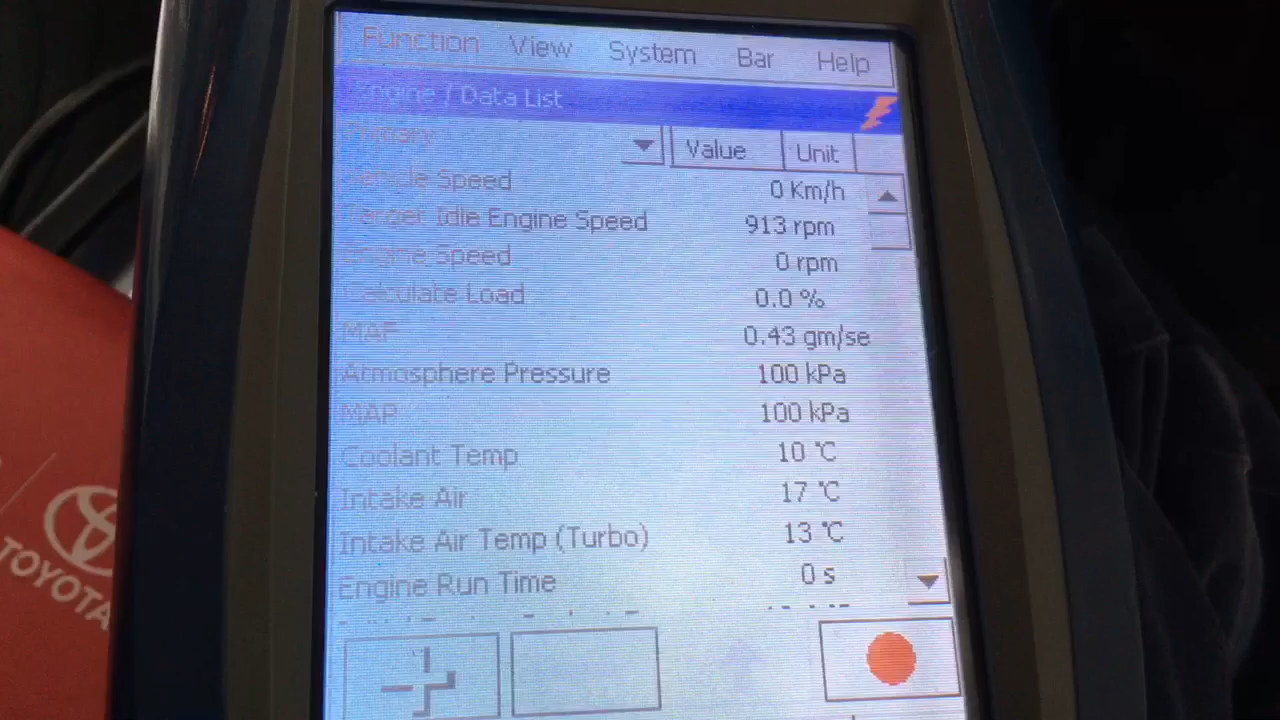 Function View System Bar Help
Engine / Data List
Primary Value Unit
Vehicle Speed 0 Km/h
Target Idle Engine Speed 913 rpm
Engine Speed 0 rpm
Calculate Load 0.0 %
MAF 0.43 gm/se
Atmosphere Pressure 100 kPa
MAP 100 kPa
Coolant Temp 10 ℃
Intake Air 17 ℃
Intake Air Temp (Turbo) 13 ℃
Engine Run Time 0 s
TOYOTA